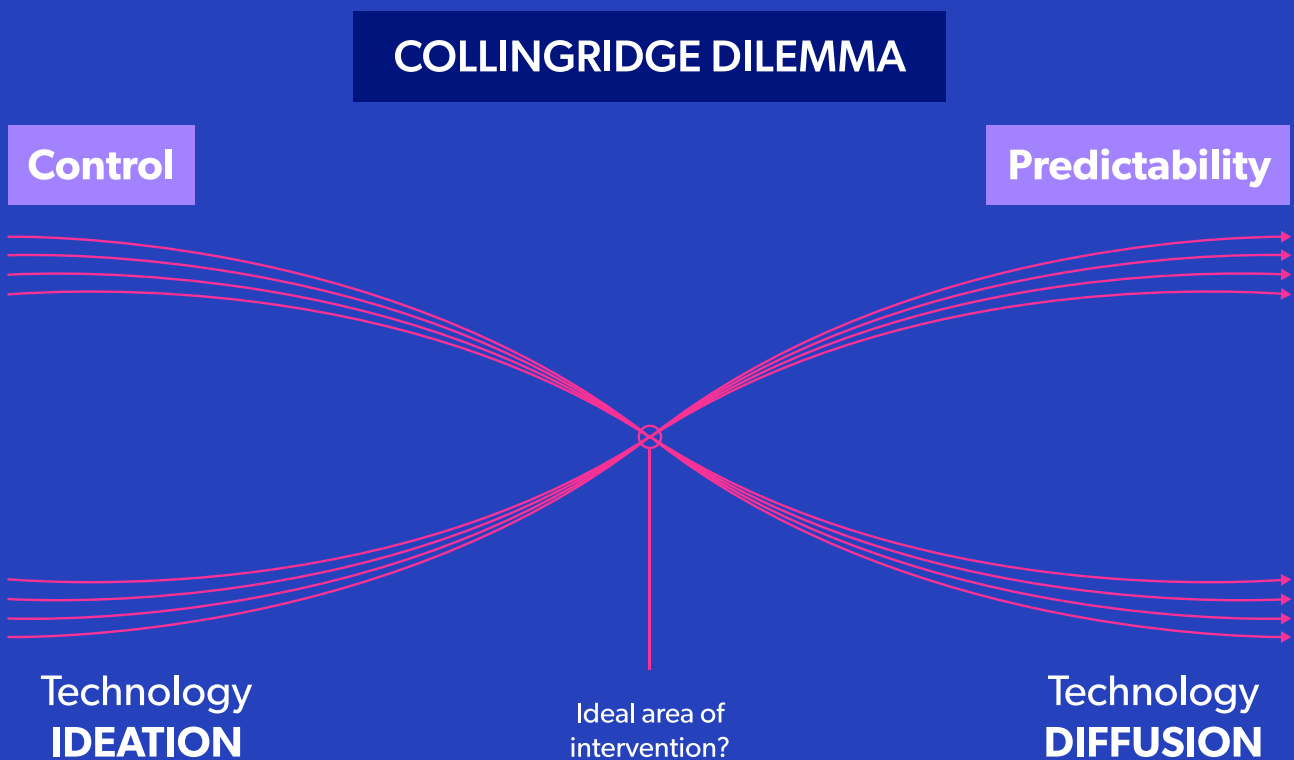 COLLINGRIDGE DILEMMA
Control
Predictability
Technology
IDEATION
Ideal area of
intervention?
Technology
DIFFUSION